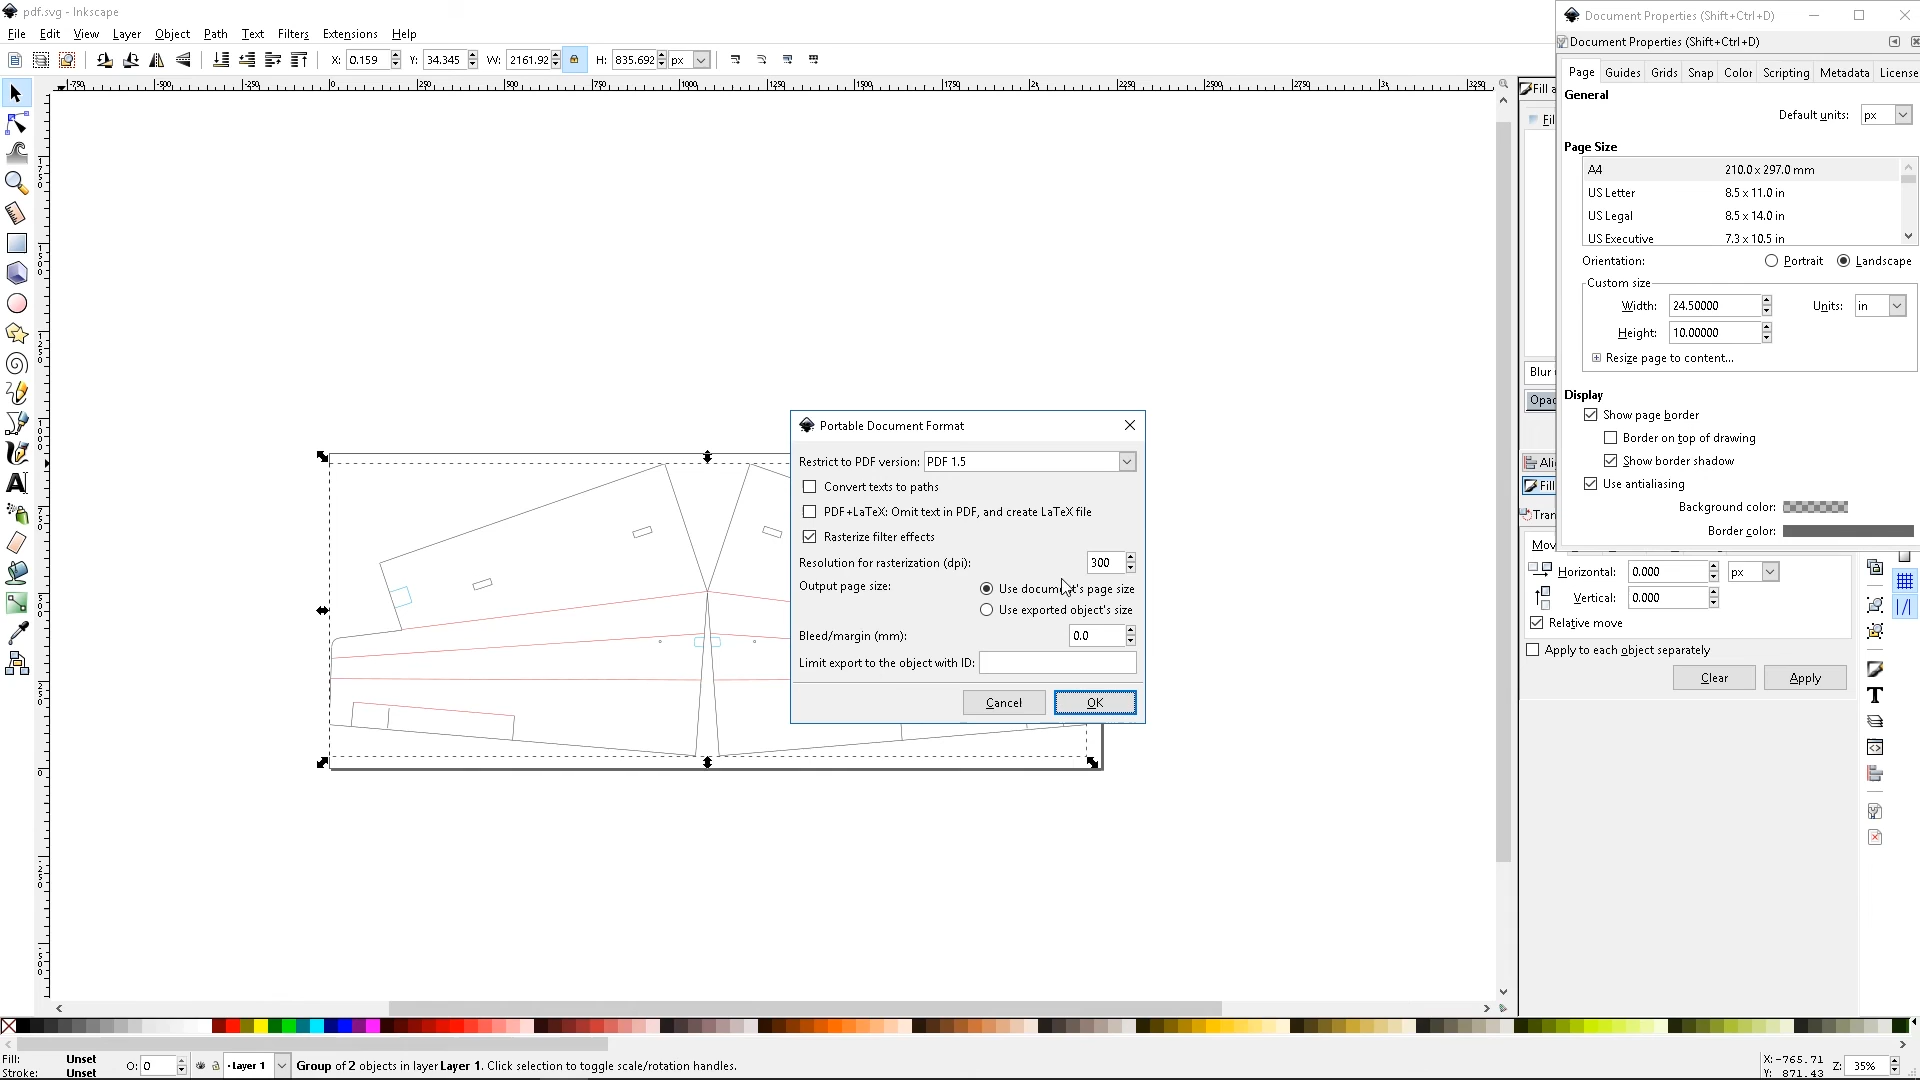 pdf.svg - Inkscape
File Edit View Layer Object Path Text Filters Extensions Help
X: 0.159 Y: 34.345 W: 2161.92 H: 835.692 px
Portable Document Format
Restrict to PDF version: PDF 1.5
Convert texts to paths
PDF+LaTeX: Omit text in PDF, and create LaTeX file
Rasterize filter effects
Resolution for rasterization (dpi): 300
Output page size: Use document's page size
Use exported object's size
Bleed/margin (mm): 0.0
Limit export to the object with ID:
Cancel OK
Document Properties (Shift+Ctrl+D)
Document Properties (Shift+Ctrl+D)
Page Guides Grids Snap Color Scripting Metadata License
General
Default units: px
Page Size
A4 210.0 x 297.0 mm
US Letter 8.5 x 11.0 in
US Legal 8.5 x 14.0 in
US Executive 7.3 x 10.5 in
Orientation: Portrait Landscape
Custom size
Width: 24.50000 Units: in
Height: 10.00000
Resize page to content...
Display
Show page border
Border on top of drawing
Show border shadow
Use antialiasing
Background color:
Border color:
Fill a
Fil
Blur
Opac
Ali
Fill
Tran
Mov
Horizontal: 0.000 px
Vertical: 0.000
Relative move
Apply to each object separately
Clear Apply
Fill: Unset
Stroke: Unset
O: 0
Layer 1
Group of 2 objects in layer Layer 1. Click selection to toggle scale/rotation handles.
X: -765.71
Y: 871.43
Z: 35%